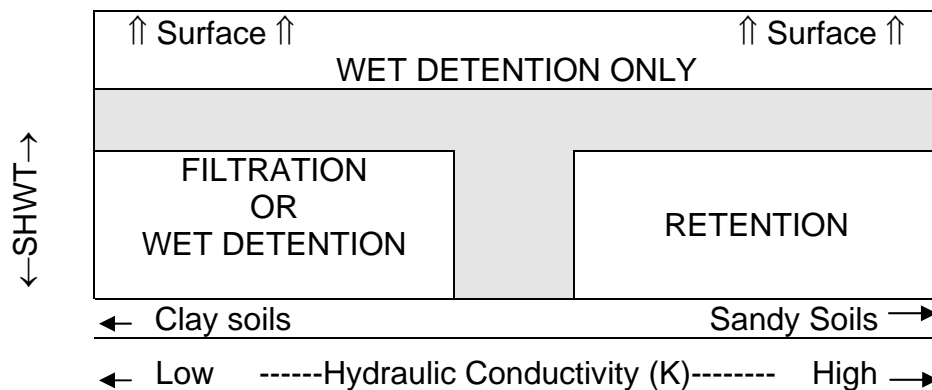 ⇑ Surface ⇑ ⇑ Surface ⇑
WET DETENTION ONLY
←SHWT→
FILTRATION
OR
WET DETENTION
RETENTION
← Clay soils Sandy Soils →
← Low ------Hydraulic Conductivity (K)-------- High →